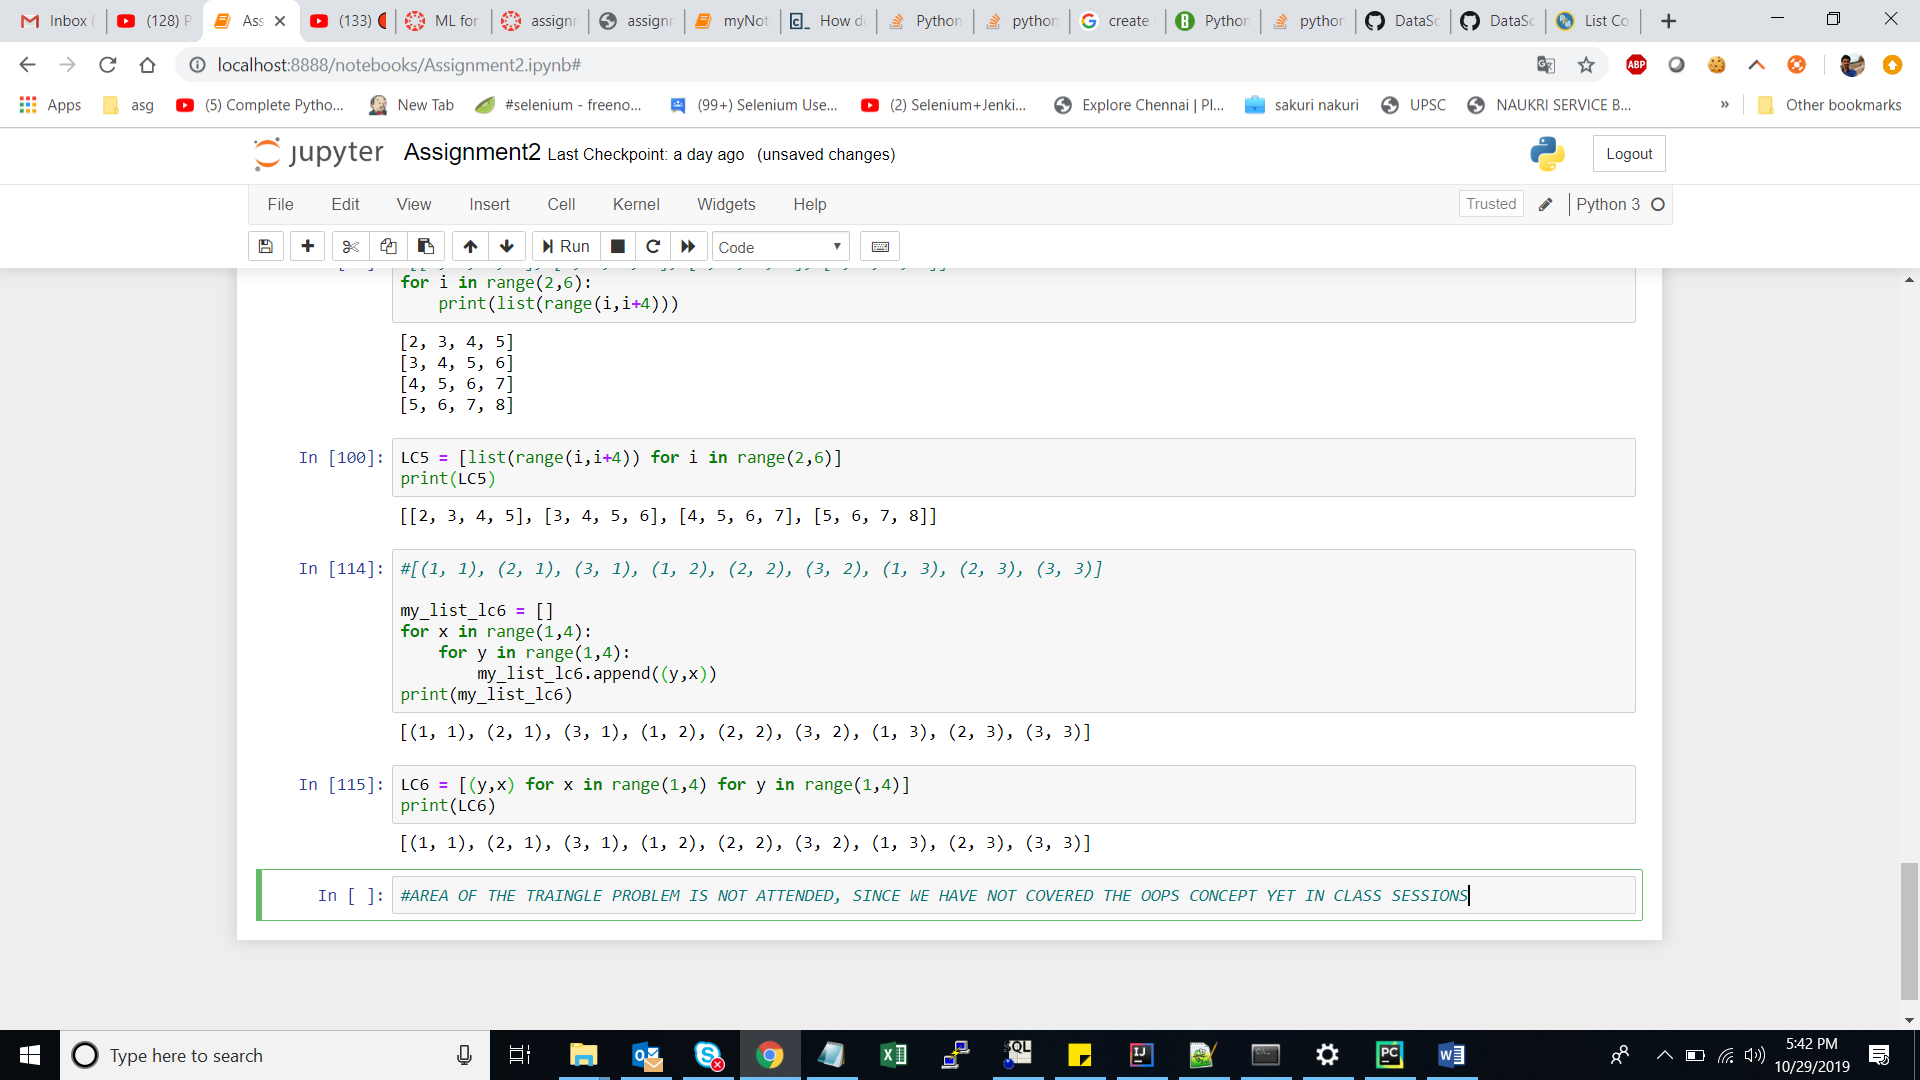 Inbox (
(128) P
Ass
(133)
ML for
assignm
assignm
myNot
How do
Python
python
create
Python
python
DataSc
DataSc
List Co
localhost:8888/notebooks/Assignment2.ipynb#
ABP
Apps
asg
(5) Complete Pytho...
New Tab
#selenium - freeno...
(99+) Selenium Use...
(2) Selenium+Jenki...
Explore Chennai | Pl...
sakuri nakuri
UPSC
NAUKRI SERVICE B...
»
Other bookmarks
jupyter Assignment2 Last Checkpoint: a day ago (unsaved changes)
Logout
File Edit View Insert Cell Kernel Widgets Help
Trusted
Python 3
Run
Code
for i in range(2,6):
    print(list(range(i,i+4)))
[2, 3, 4, 5]
[3, 4, 5, 6]
[4, 5, 6, 7]
[5, 6, 7, 8]
In [100]: LC5 = [list(range(i,i+4)) for i in range(2,6)]
print(LC5)
[[2, 3, 4, 5], [3, 4, 5, 6], [4, 5, 6, 7], [5, 6, 7, 8]]
In [114]: #[(1, 1), (2, 1), (3, 1), (1, 2), (2, 2), (3, 2), (1, 3), (2, 3), (3, 3)]
my_list_lc6 = []
for x in range(1,4):
    for y in range(1,4):
        my_list_lc6.append((y,x))
print(my_list_lc6)
[(1, 1), (2, 1), (3, 1), (1, 2), (2, 2), (3, 2), (1, 3), (2, 3), (3, 3)]
In [115]: LC6 = [(y,x) for x in range(1,4) for y in range(1,4)]
print(LC6)
[(1, 1), (2, 1), (3, 1), (1, 2), (2, 2), (3, 2), (1, 3), (2, 3), (3, 3)]
In [ ]: #AREA OF THE TRAINGLE PROBLEM IS NOT ATTENDED, SINCE WE HAVE NOT COVERED THE OOPS CONCEPT YET IN CLASS SESSIONS
Type here to search
5:42 PM
10/29/2019